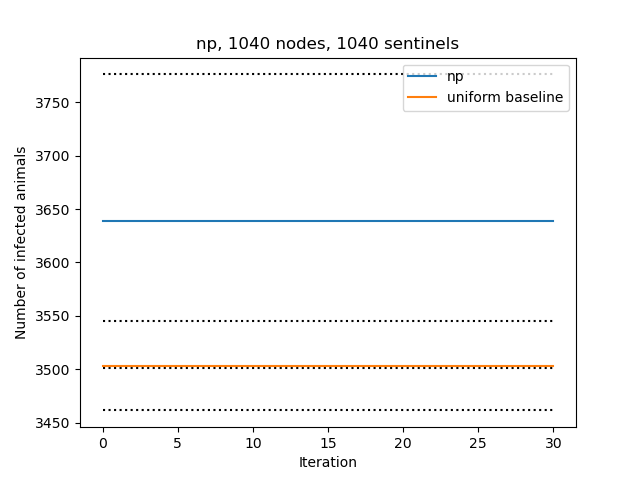 np, 1040 nodes, 1040 sentinels
np
uniform baseline
3750
3700
3650
3600
3550
3500
3450
Number of infected animals
0 5 10 15 20 25 30
Iteration